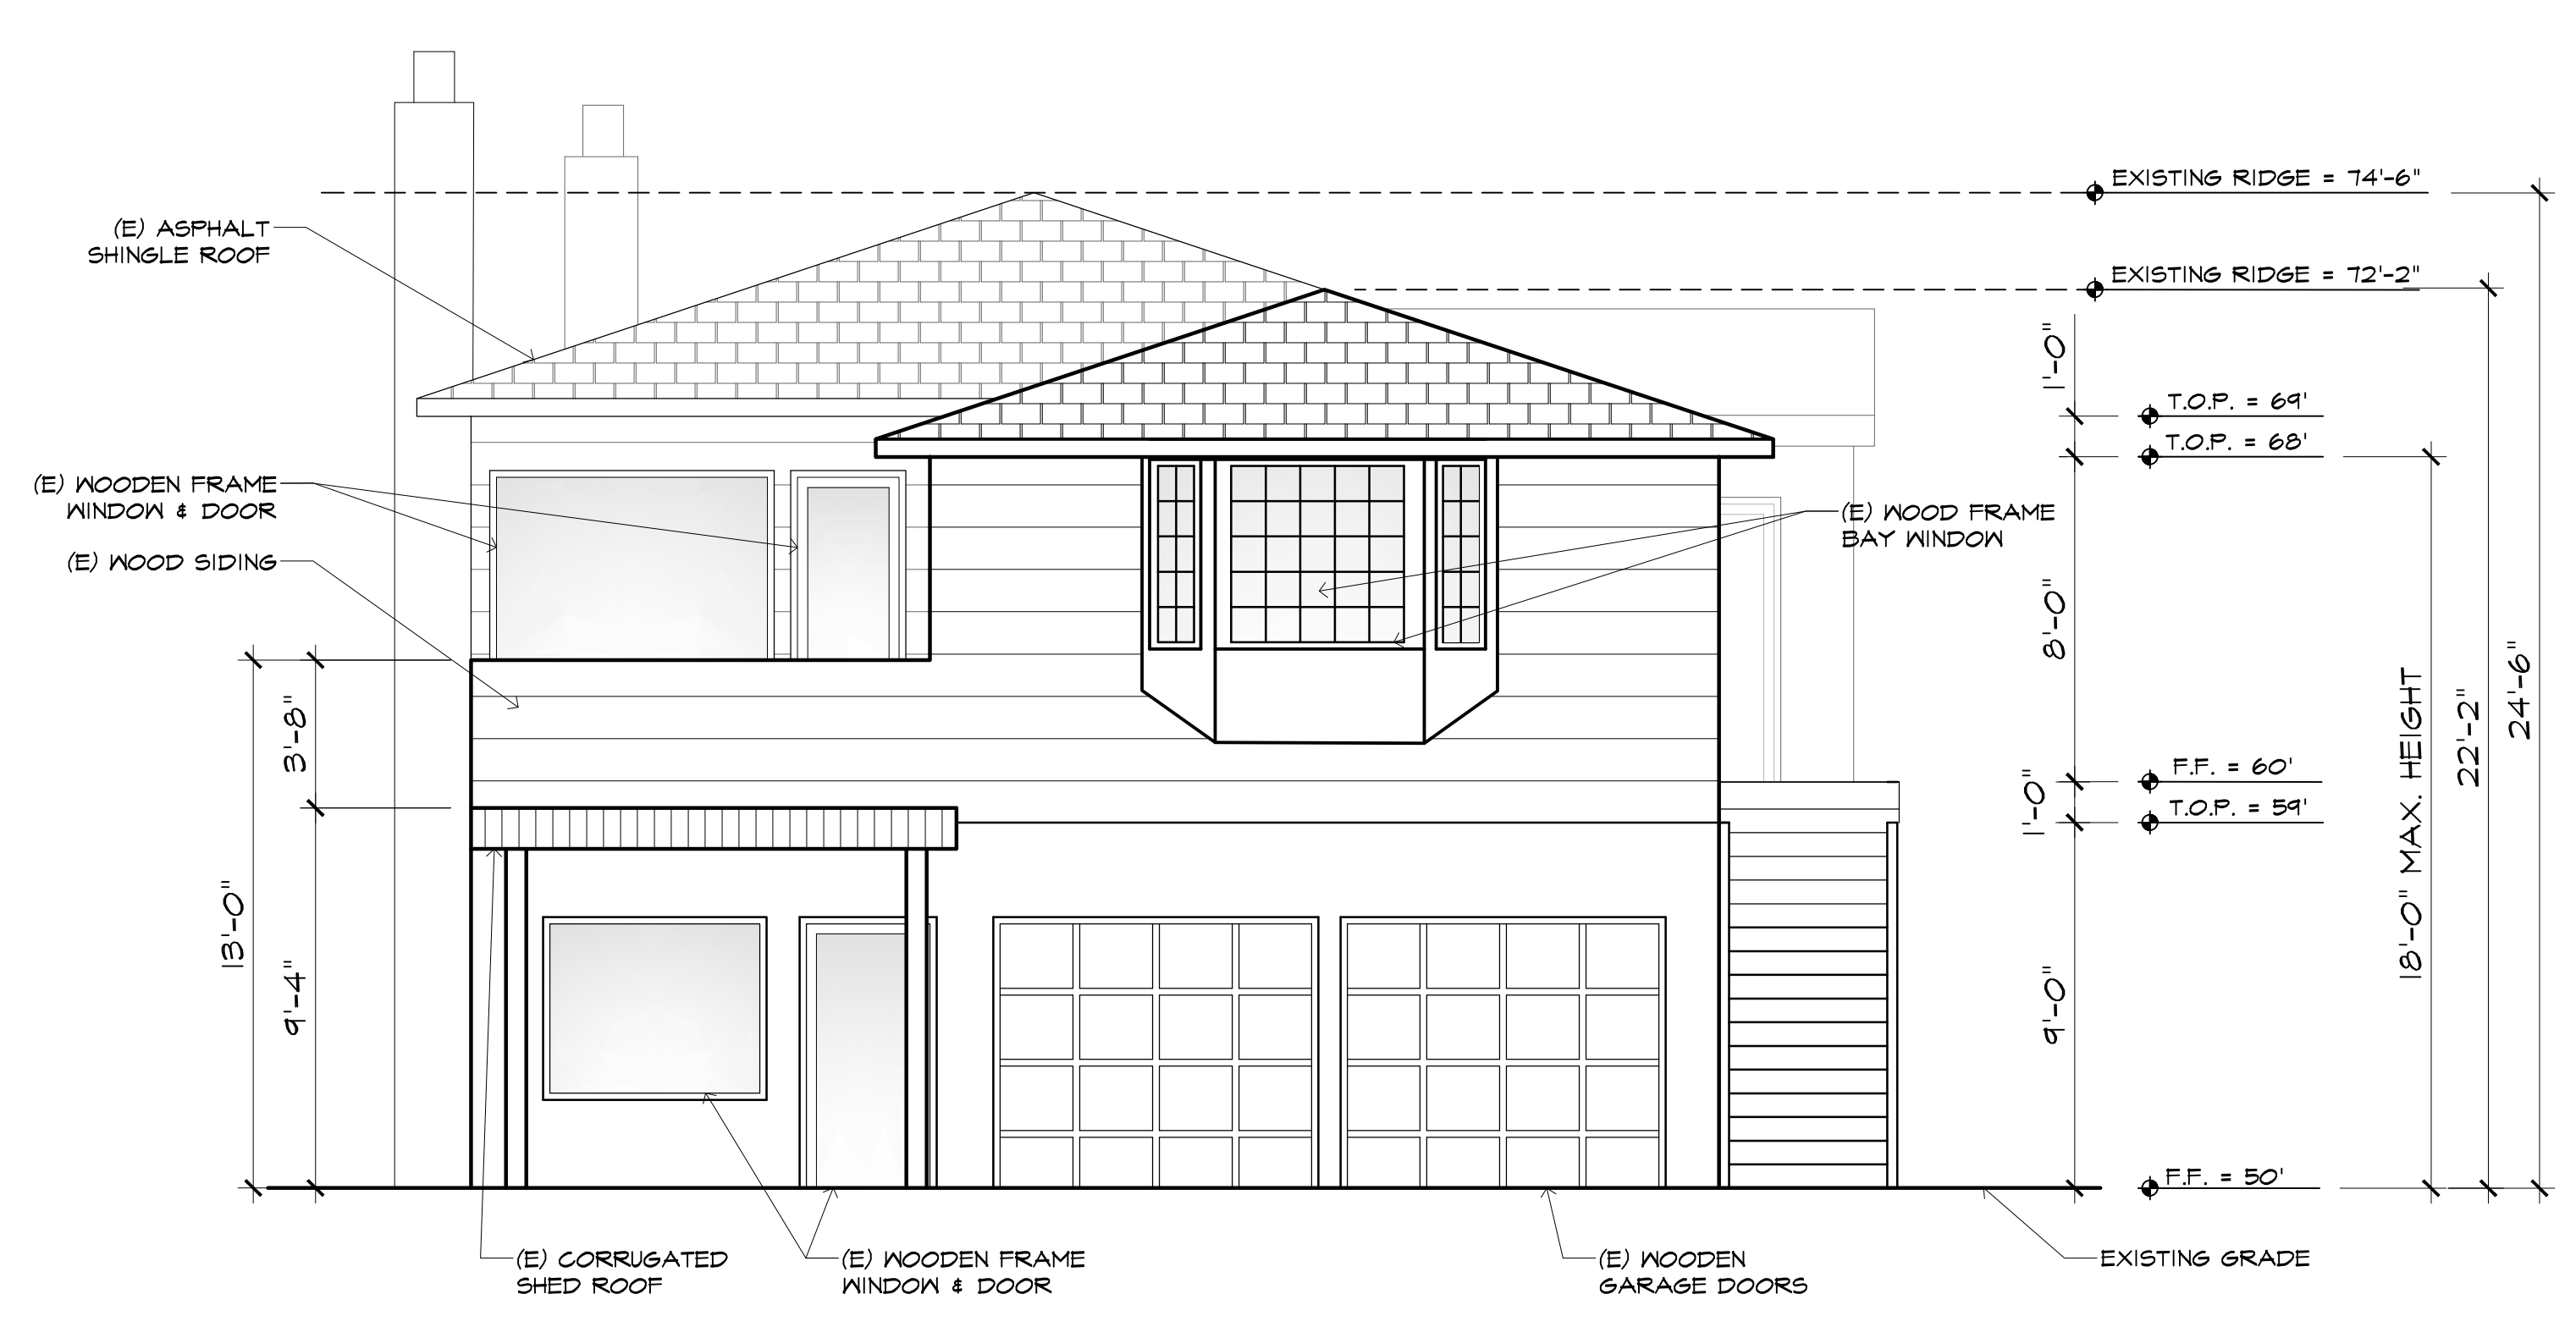 EXISTING RIDGE = 74'-6"
(E) ASPHALT
SHINGLE ROOF
EXISTING RIDGE = 72'-2"
1'-0"
T.O.P. = 69'
T.O.P. = 68'
(E) WOODEN FRAME
WINDOW & DOOR
(E) WOOD FRAME
BAY WINDOW
(E) WOOD SIDING
8'-0"
24'-6"
22'-2"
18'-0" MAX. HEIGHT
3'-8"
F.F. = 60'
1'-0"
T.O.P. = 59'
13'-0"
9'-4"
9'-0"
F.F. = 50'
(E) CORRUGATED
SHED ROOF
(E) WOODEN FRAME
WINDOW & DOOR
(E) WOODEN
GARAGE DOORS
EXISTING GRADE